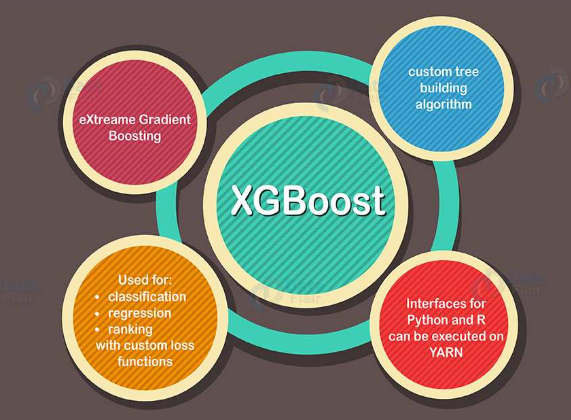 eXtreame Gradient
Boosting
custom tree
building
algorithm
XGBoost
Used for:
• classification
• regression
• ranking
with custom loss
functions
Interfaces for
Python and R
can be executed on
YARN
Flair